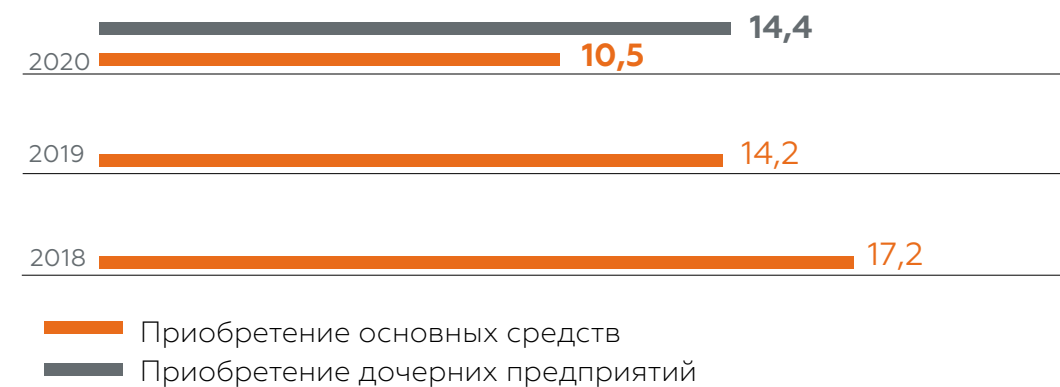 14,4
2020 10,5
2019 14,2
2018 17,2
Приобретение основных средств
Приобретение дочерних предприятий